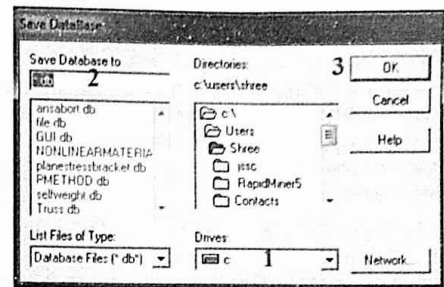 Save DataBase
Save Database to
*.db 2
ansabort.db
file.db
GUI.db
NONLINEARMATERIA
planestressbracket.db
PMETHOD.db
selfweight.db
Truss.db
List Files of Type:
Database Files (*.db*)
Directories:
c:\users\shree
c:\
Users
Shree
jssc
RapidMiner5
Contacts
Drives:
c 1
3 OK
Cancel
Help
Network...